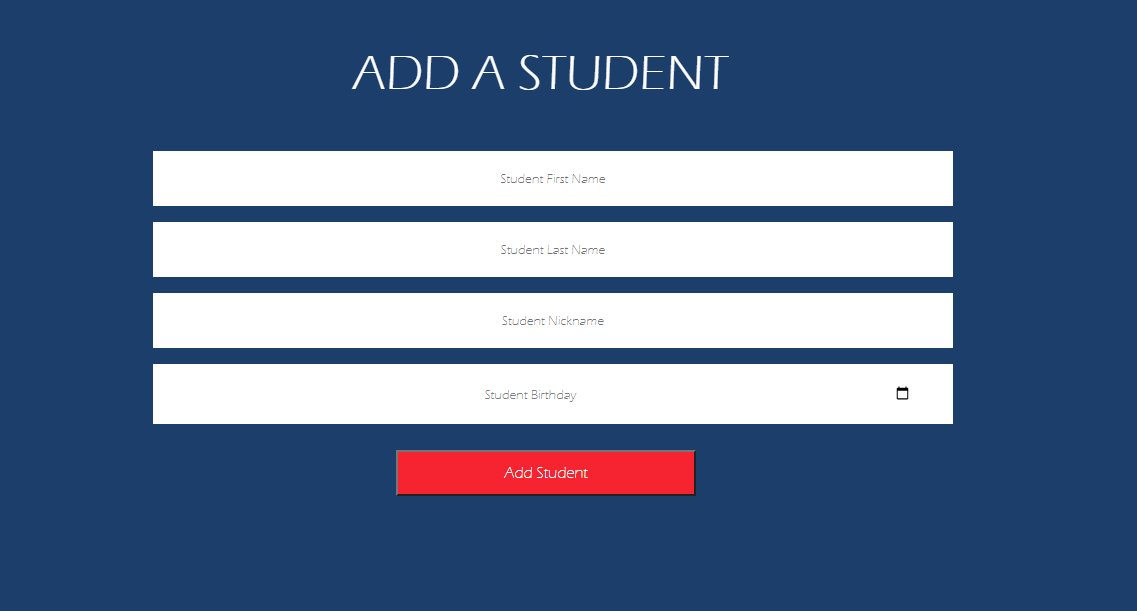 ADD A STUDENT
Student First Name
Student Last Name
Student Nickname
Student Birthday
Add Student